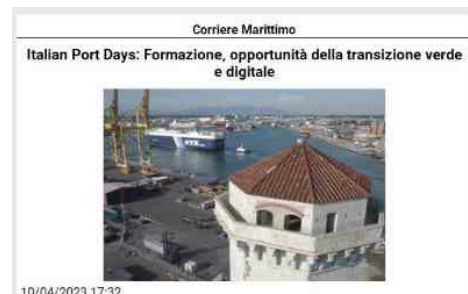 Corriere Marittimo
Italian Port Days: Formazione, opportunità della transizione verde
e digitale
10/04/2023 17:32